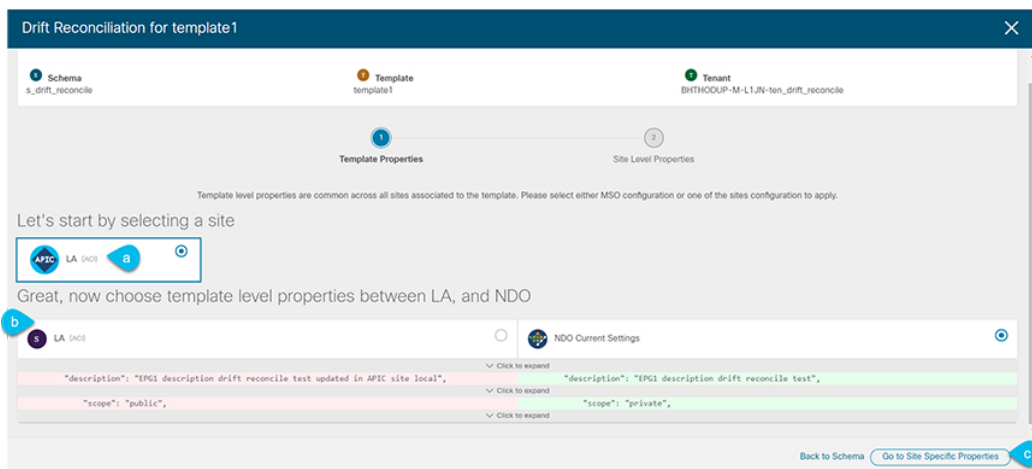 Drift Reconciliation for template1
S Schema
s_drift_reconcile
T Template
template1
T Tenant
BHTHODUP-M-L1JN-ten_drift_reconcile
1
Template Properties
2
Site Level Properties
Template level properties are common across all sites associated to the template. Please select either MSO configuration or one of the sites configuration to apply.
Let's start by selecting a site
APIC LA (ACI) a
Great, now choose template level properties between LA, and NDO
b
S LA (ACI)
NDO Current Settings
Click to expand
"description": "EPG1 description drift reconcile test updated in APIC site local",
"description": "EPG1 description drift reconcile test",
Click to expand
"scope": "public",
"scope": "private",
Click to expand
Back to Schema
Go to Site Specific Properties
c